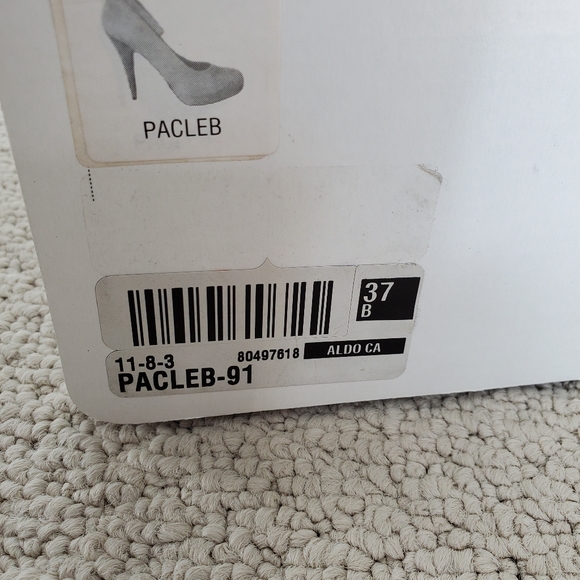 PACLEB
37
B
11-8-3 80497618 ALDO CA
PACLEB-91